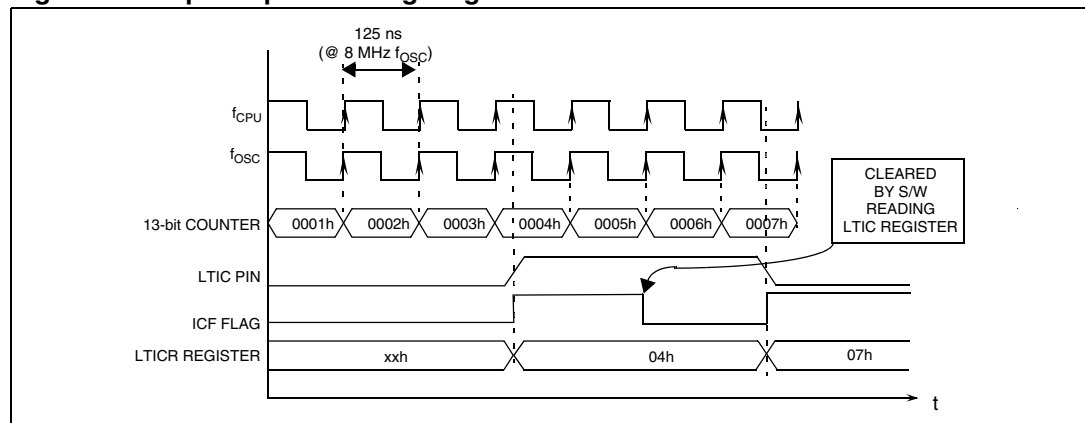 125 ns
(@ 8 MHz fOSC)
fCPU
fOSC
CLEARED
BY S/W
READING
LTIC REGISTER
13-bit COUNTER
0001h
0002h
0003h
0004h
0005h
0006h
0007h
LTIC PIN
ICF FLAG
LTICR REGISTER
xxh
04h
07h
t